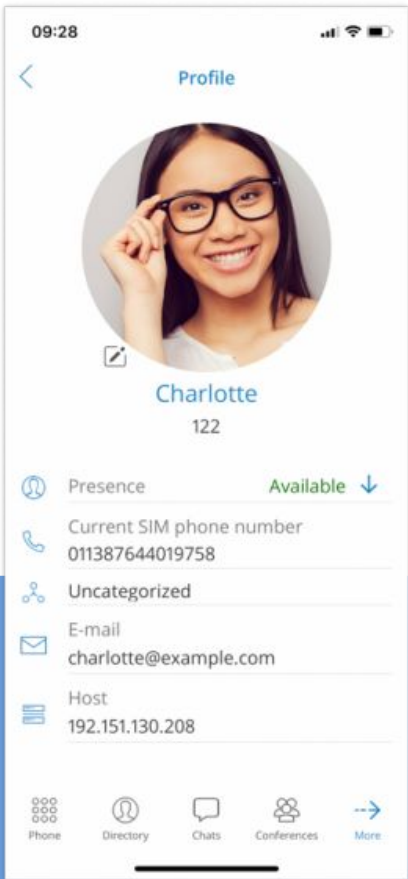 09:28
Profile
Charlotte
122
Presence Available
Current SIM phone number
011387644019758
Uncategorized
E-mail
charlotte@example.com
Host
192.151.130.208
Phone Directory Chats Conferences More